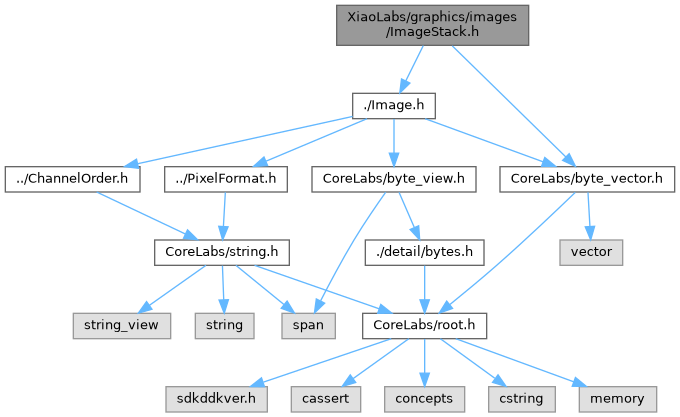 XiaoLabs/graphics/images
/ImageStack.h
./Image.h
../ChannelOrder.h
../PixelFormat.h
CoreLabs/byte_view.h
CoreLabs/byte_vector.h
CoreLabs/string.h
./detail/bytes.h
vector
string_view
string
span
CoreLabs/root.h
sdkddkver.h
cassert
concepts
cstring
memory